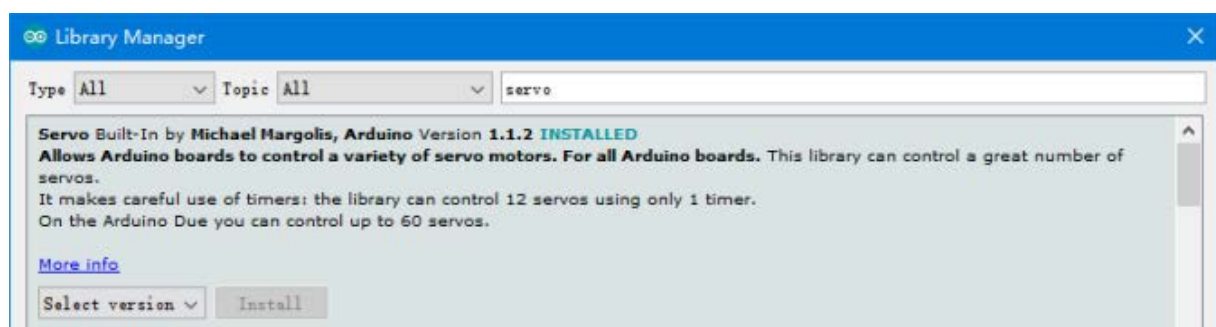 Library Manager
Type All Topic All servo
Servo Built-In by Michael Margolis, Arduino Version 1.1.2 INSTALLED
Allows Arduino boards to control a variety of servo motors. For all Arduino boards. This library can control a great number of
servos.
It makes careful use of timers: the library can control 12 servos using only 1 timer.
On the Arduino Due you can control up to 60 servos.
More info
Select version Install